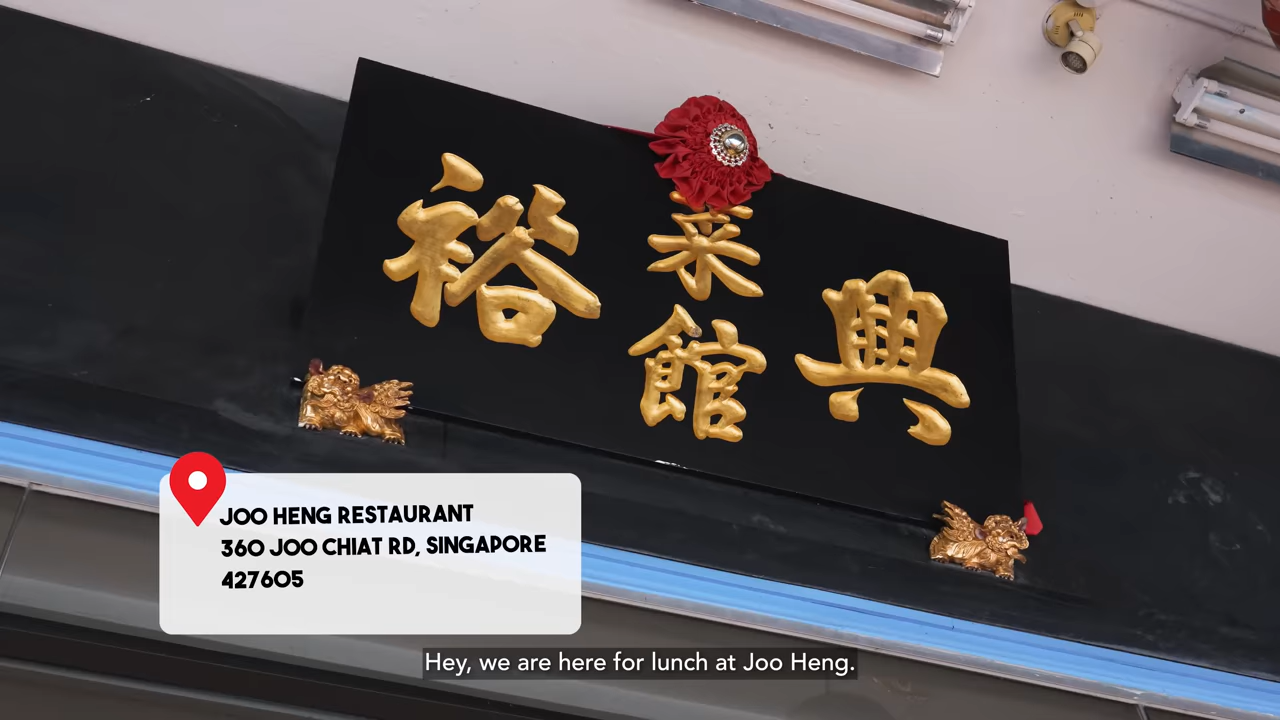 裕菜館興
JOO HENG RESTAURANT
360 JOO CHIAT RD, SINGAPORE
427605
Hey, we are here for lunch at Joo Heng.